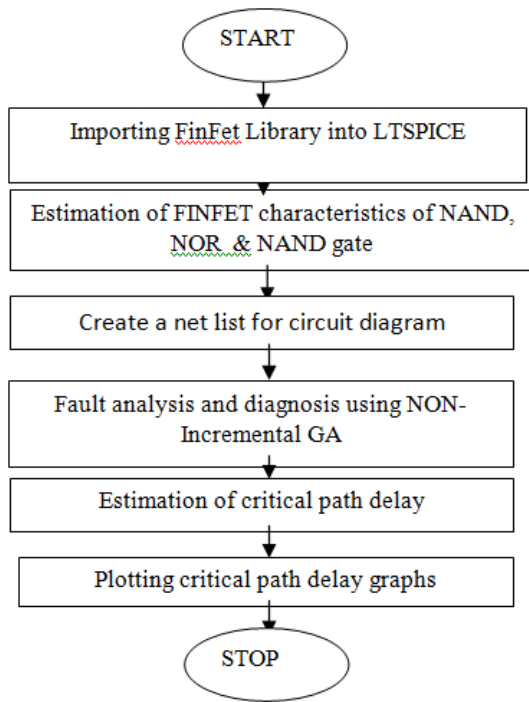 START
Importing FinFet Library into LTSPICE
Estimation of FINFET characteristics of NAND,
NOR & NAND gate
Create a net list for circuit diagram
Fault analysis and diagnosis using NON-
Incremental GA
Estimation of critical path delay
Plotting critical path delay graphs
STOP